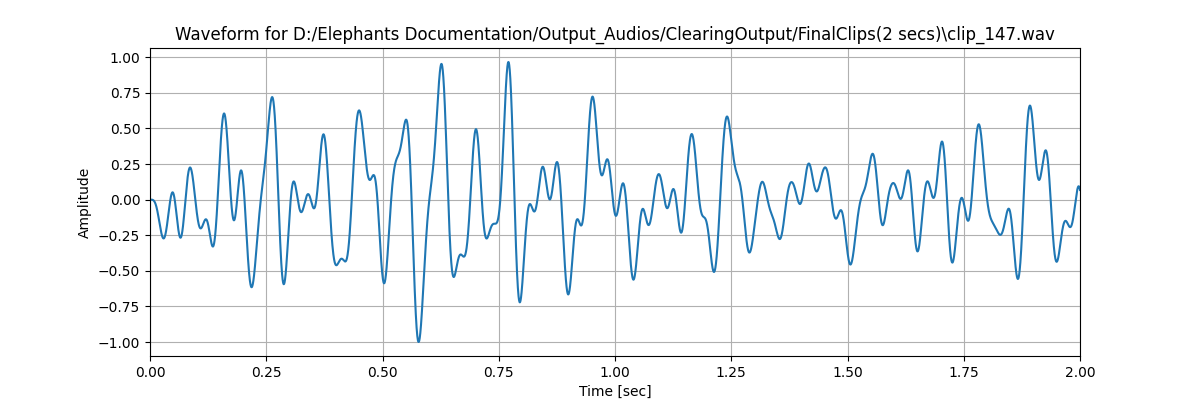 Waveform for D:/Elephants Documentation/Output_Audios/ClearingOutput/FinalClips(2 secs)\clip_147.wav
1.00
0.75
0.50
0.25
0.00
−0.25
−0.50
−0.75
−1.00
Amplitude
0.00 0.25 0.50 0.75 1.00 1.25 1.50 1.75 2.00
Time [sec]